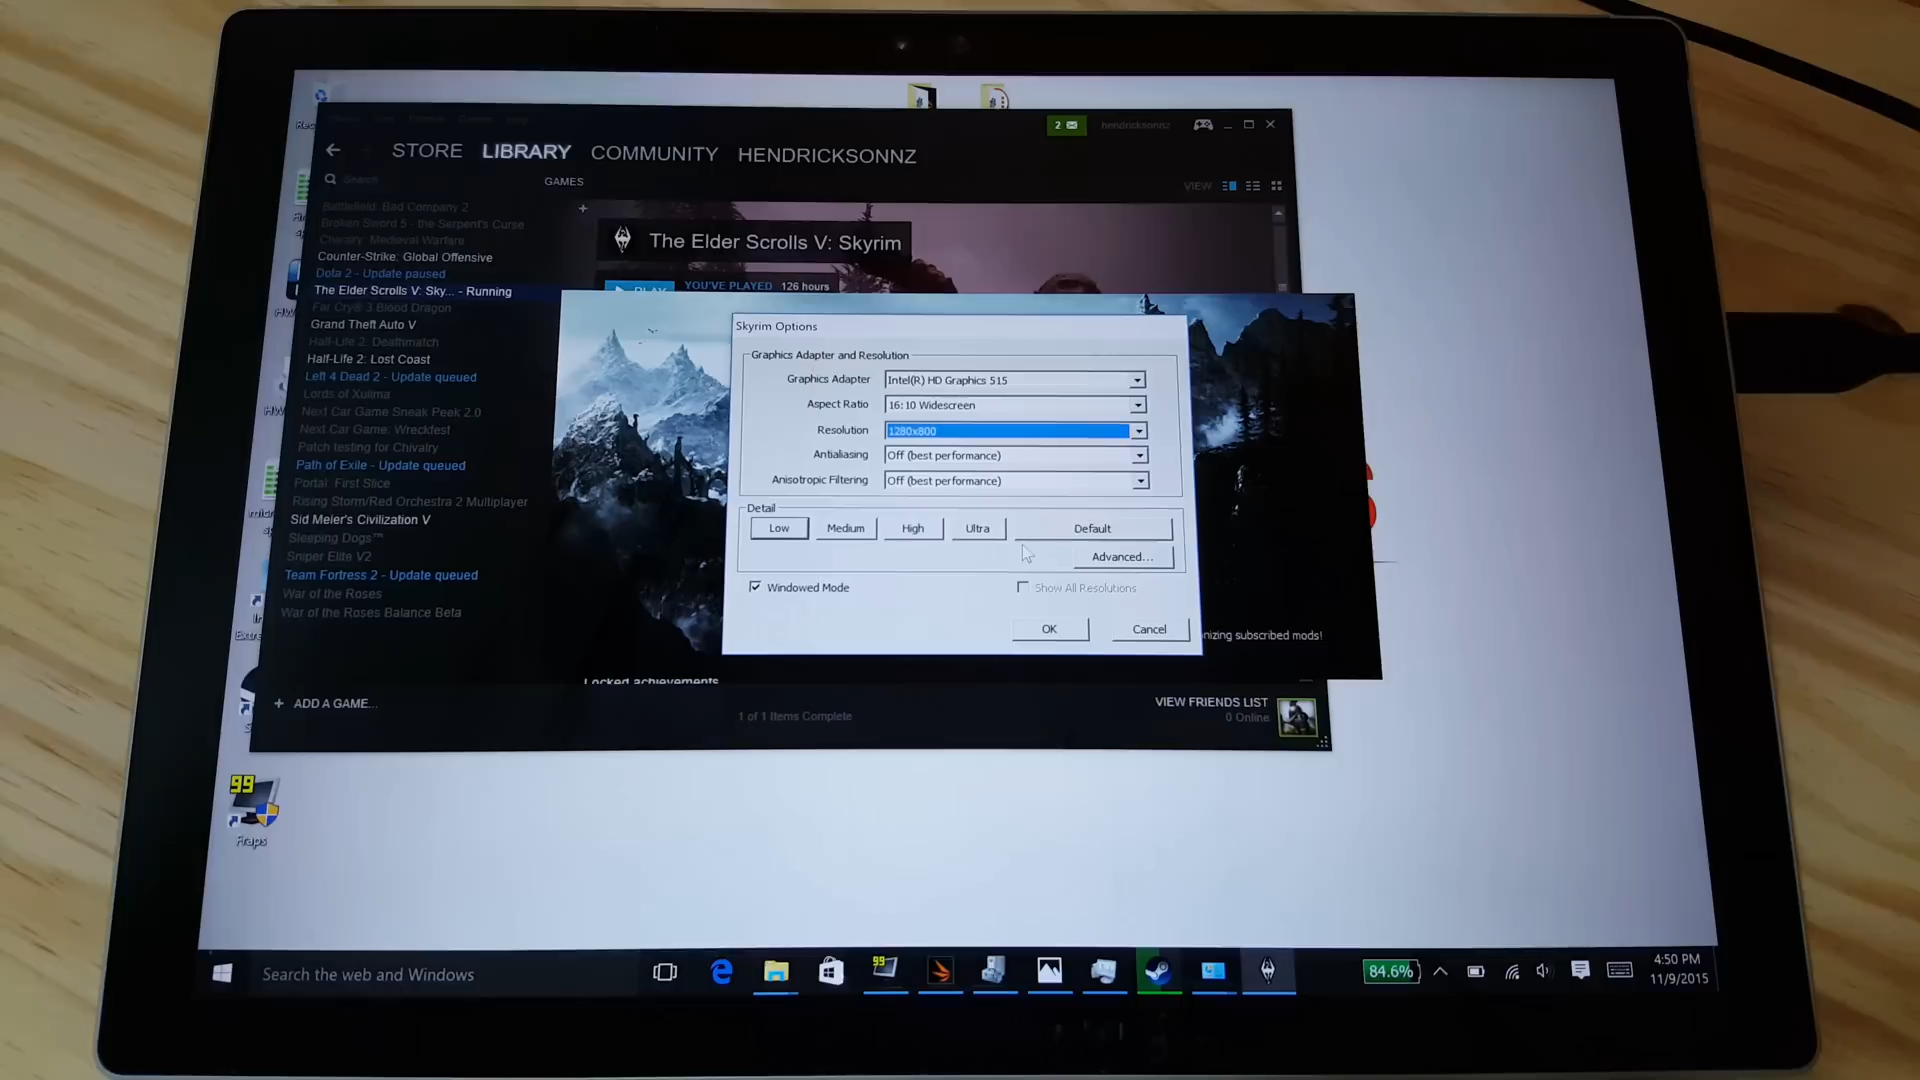 2
hendricksonnz
STORE LIBRARY COMMUNITY HENDRICKSONNZ
Search
GAMES
VIEW
Battlefield: Bad Company 2
Broken Sword 5 - the Serpent's Curse
Chivalry: Medieval Warfare
Counter-Strike: Global Offensive
Dota 2 - Update paused
The Elder Scrolls V: Sky... - Running
Far Cry® 3 Blood Dragon
Grand Theft Auto V
Half-Life 2: Deathmatch
Half-Life 2: Lost Coast
Left 4 Dead 2 - Update queued
Lords of Xulima
Next Car Game Sneak Peek 2.0
Next Car Game: Wreckfest
Patch testing for Chivalry
Path of Exile - Update queued
Portal: First Slice
Rising Storm/Red Orchestra 2 Multiplayer
Sid Meier's Civilization V
Sleeping Dogs™
Sniper Elite V2
Team Fortress 2 - Update queued
War of the Roses
War of the Roses Balance Beta
+ ADD A GAME...
The Elder Scrolls V: Skyrim
PLAY
YOU'VE PLAYED 126 hours
Skyrim Options
Graphics Adapter and Resolution
Graphics Adapter Intel(R) HD Graphics 515
Aspect Ratio 16:10 Widescreen
Resolution 1280x800
Antialiasing Off (best performance)
Anisotropic Filtering Off (best performance)
Detail
Low Medium High Ultra Default
Advanced...
Windowed Mode Show All Resolutions
OK Cancel
nizing subscribed mods!
Locked achievements
1 of 1 Items Complete
VIEW FRIENDS LIST
0 Online
99
Fraps
Search the web and Windows
99
84.6%
4:50 PM
11/9/2015